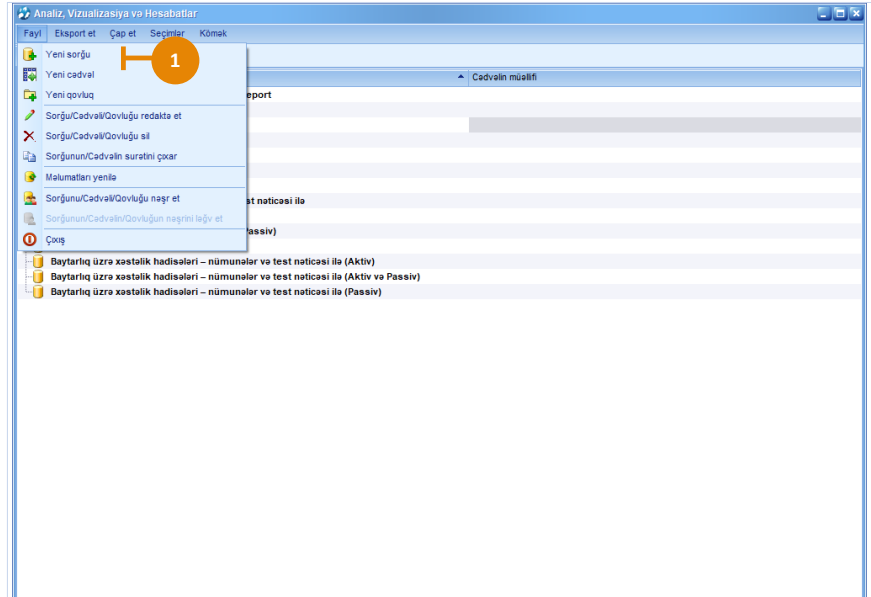 Analiz, Vizualizasiya və Hesabatlar
Fayl Eksport et Çap et Seçimlər Kömək
Yeni sorğu
1
Yeni cədvəl
Cədvəlin müəllifi
Yeni qovluq
eport
Sorğu/Cədvəli/Qovluğu redaktə et
Sorğu/Cədvəli/Qovluğu sil
Sorğunun/Cədvəlin surətini çıxar
Məlumatları yenilə
Sorğunu/Cədvəli/Qovluğu nəşr et
st nəticəsi ilə
Sorğunun/Cədvəlin/Qovluğun nəşrini ləğv et
assiv)
Çıxış
Baytarlıq üzrə xəstəlik hadisələri – nümunələr və test nəticəsi ilə (Aktiv)
Baytarlıq üzrə xəstəlik hadisələri – nümunələr və test nəticəsi ilə (Aktiv və Passiv)
Baytarlıq üzrə xəstəlik hadisələri – nümunələr və test nəticəsi ilə (Passiv)